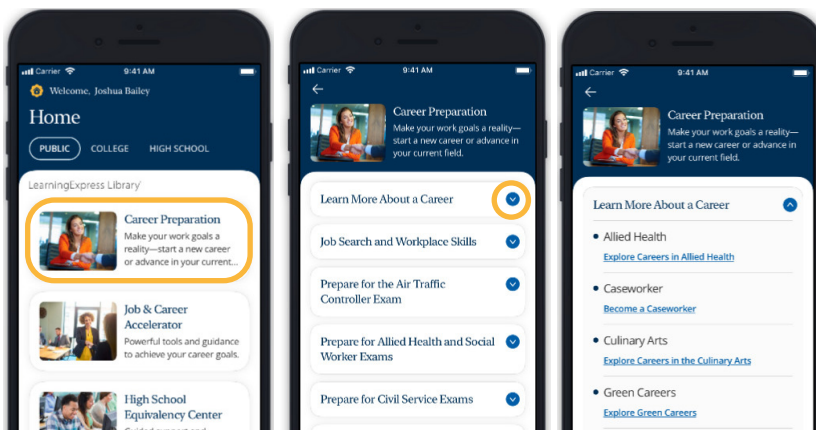 Carrier
9:41 AM
Welcome, Joshua Bailey
Home
PUBLIC
COLLEGE
HIGH SCHOOL
LearningExpress Library
Career Preparation
Make your work goals a
reality—start a new career
or advance in your current...
Job & Career
Accelerator
Powerful tools and guidance
to achieve your career goals.
High School
Equivalency Center
Carrier
9:41 AM
Career Preparation
Make your work goals a reality—
start a new career or advance in
your current field.
Learn More About a Career
Job Search and Workplace Skills
Prepare for the Air Traffic
Controller Exam
Prepare for Allied Health and Social
Worker Exams
Prepare for Civil Service Exams
Carrier
9:41 AM
Career Preparation
Make your work goals a reality—
start a new career or advance in
your current field.
Learn More About a Career
• Allied Health
Explore Careers in Allied Health
• Caseworker
Become a Caseworker
• Culinary Arts
Explore Careers in the Culinary Arts
• Green Careers
Explore Green Careers